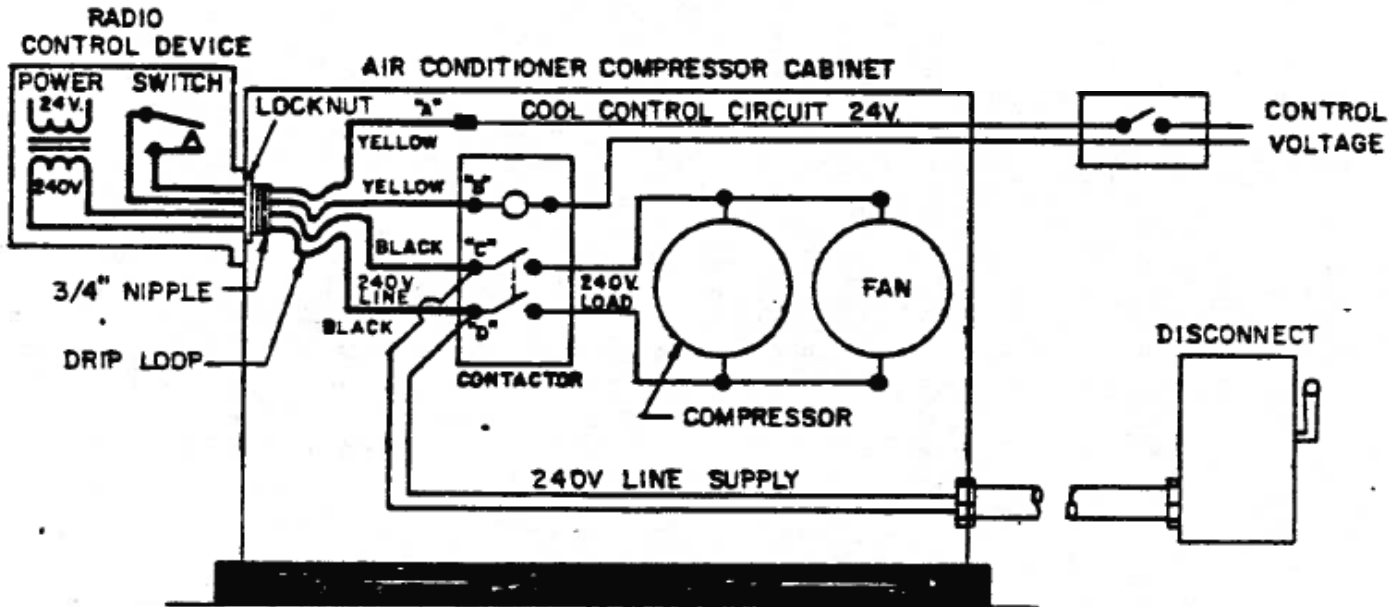 RADIO
CONTROL DEVICE
POWER SWITCH
24V.
240V
AIR CONDITIONER COMPRESSOR CABINET
LOCKNUT
"A"
COOL CONTROL CIRCUIT 24V.
CONTROL
VOLTAGE
YELLOW
YELLOW
"B"
BLACK
"C"
240V
LINE
240V.
LOAD
FAN
3/4" NIPPLE
BLACK
"D"
DRIP LOOP
CONTACTOR
COMPRESSOR
DISCONNECT
240V LINE SUPPLY